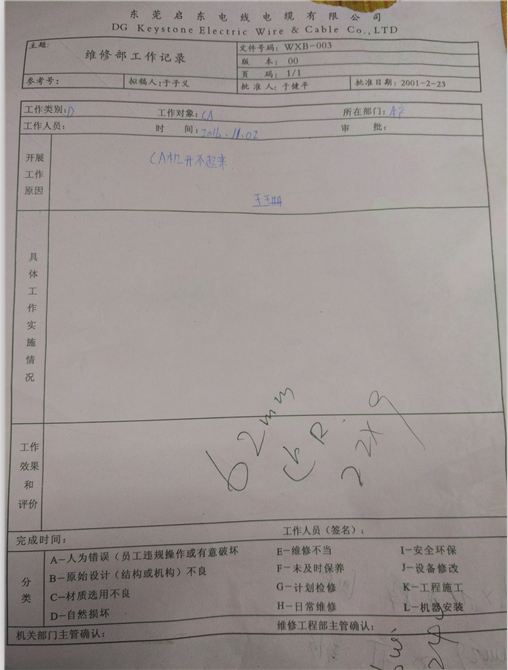 东莞启东电线电缆有限公司
DG Keystone Electric Wire & Cable Co.,LTD
主题:
维修部工作记录
文件号码: WXB-003
版 本: 00
页 码: 1/1
参考号:
拟稿人:于子义
批准人:于健平
批准日期:2001-2-23
工作类别:D
工作对象:CA
所在部门:
工作人员:
时 间:2016.11.02
审 批:
开展工作原因
CA机开不起来
具体工作实施情况
62mm
22x9
工作效果和评价
完成时间:
工作人员(签名):
分类
A-人为错误(员工违规操作或有意破坏
E-维修不当
I-安全环保
B-原始设计(结构或机构)不良
F-未及时保养
J-设备修改
C-材质选用不良
G-计划检修
K-工程施工
D-自然损坏
H-日常维修
L-机器安装
机关部门主管确认:
维修工程部主管确认: